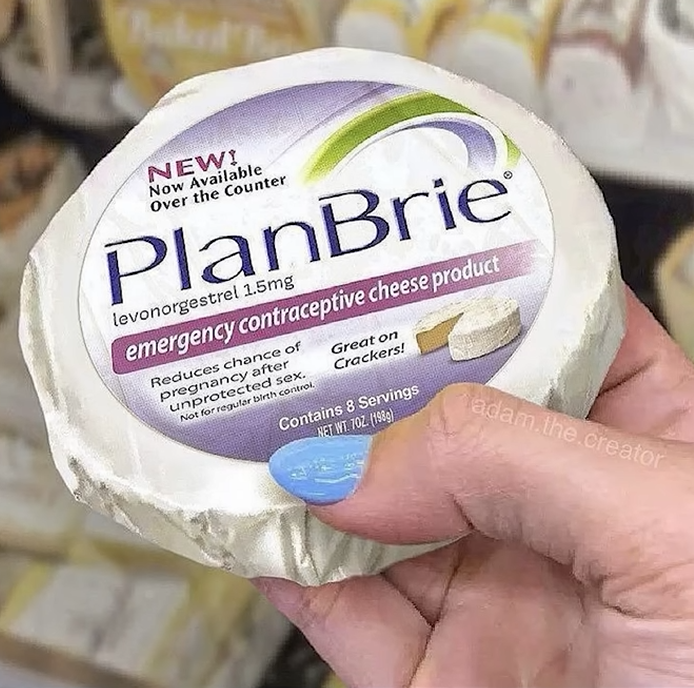 NEW!
Now Available
Over the Counter
PlanBrie®
levonorgestrel 1.5mg
emergency contraceptive cheese product
Reduces chance of
pregnancy after
unprotected sex.
Not for regular birth control.
Great on
Crackers!
Contains 8 Servings
NET WT. 7OZ. (198g)
adam.the.creator